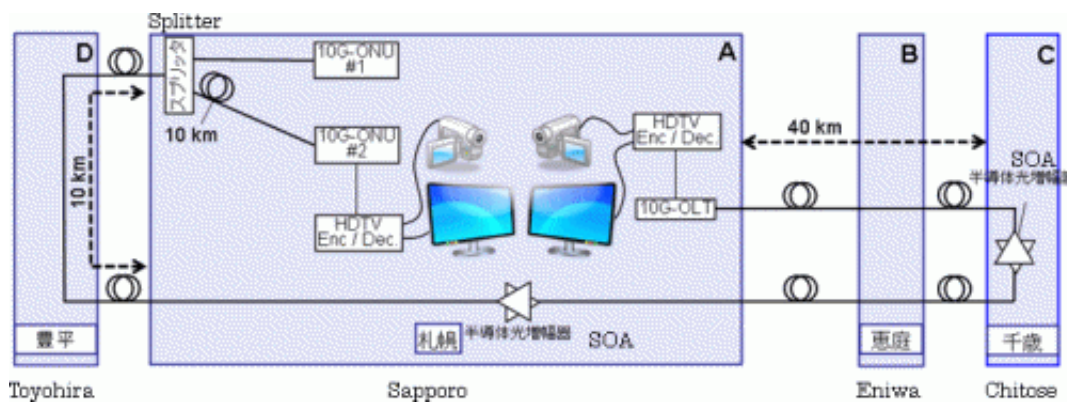 Splitter
D
A
B
C
スプリッタ
10G-ONU
#1
10 km
10G-ONU
#2
HDTV
Enc / Dec.
HDTV
Enc / Dec.
10G-OLT
40 km
SOA
半導体光増幅器
10 km
半導体光増幅器
SOA
豊平
札幌
恵庭
千歳
Toyohira
Sapporo
Eniwa
Chitose